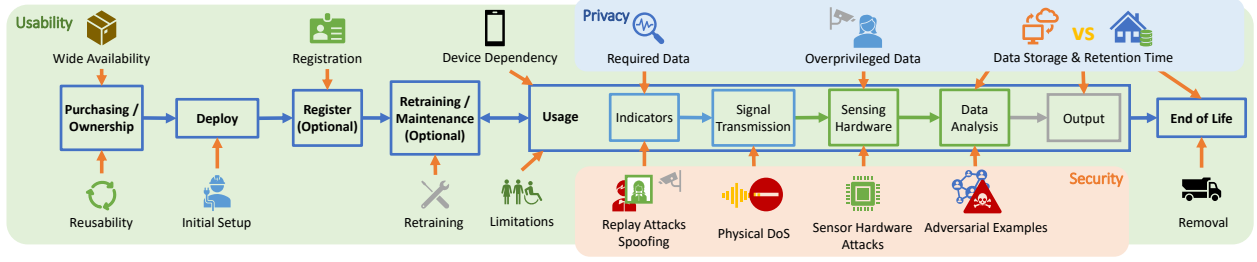 Usability
Privacy
VS
Wide Availability
Registration
Device Dependency
Required Data
Overprivileged Data
Data Storage & Retention Time
Purchasing /
Ownership
Deploy
Register
(Optional)
Retraining /
Maintenance
(Optional)
Usage
Indicators
Signal
Transmission
Sensing
Hardware
Data
Analysis
Output
End of Life
Security
Reusability
Initial Setup
Retraining
Limitations
Replay Attacks
Spoofing
Physical DoS
Sensor Hardware
Attacks
Adversarial Examples
Removal